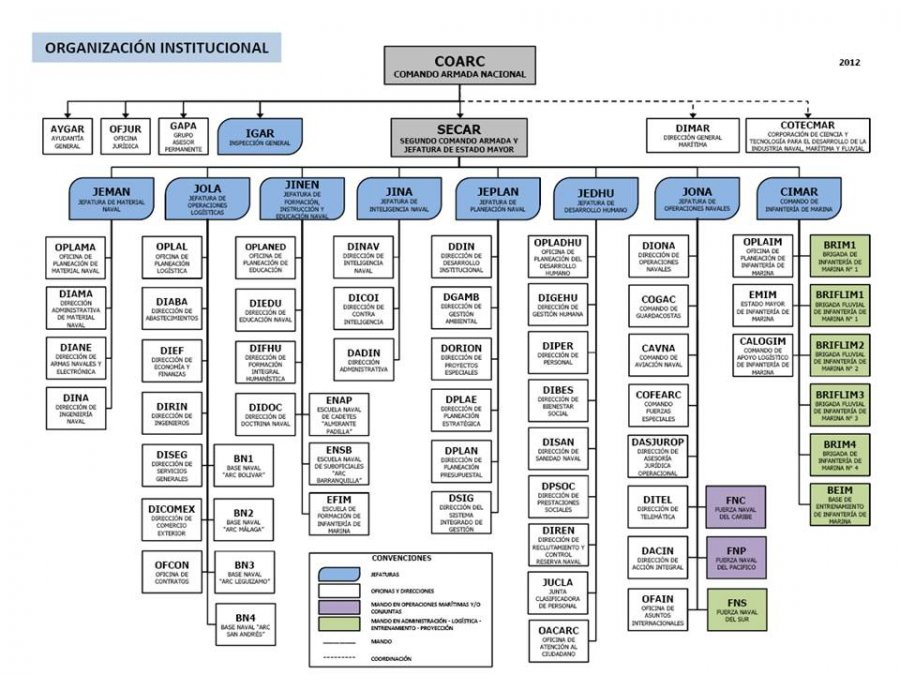 ORGANIZACIÓN INSTITUCIONAL
COARC
COMANDO ARMADA NACIONAL
2012
AYGAR
AYUDANTÍA
GENERAL
OFJUR
OFICINA
JURÍDICA
GAPA
GRUPO
ASESOR
PERMANENTE
IGAR
INSPECCIÓN GENERAL
SECAR
SEGUNDO COMANDO ARMADA Y
JEFATURA DE ESTADO MAYOR
DIMAR
DIRECCIÓN GENERAL
MARÍTIMA
COTECMAR
CORPORACIÓN DE CIENCIA Y
TECNOLOGÍA PARA EL DESARROLLO DE LA
INDUSTRIA NAVAL, MARÍTIMA Y FLUVIAL
JEMAN
JEFATURA DE MATERIAL
NAVAL
JOLA
JEFATURA DE
OPERACIONES
LOGÍSTICAS
JINEN
JEFATURA DE
FORMACIÓN,
INSTRUCCIÓN Y
EDUCACIÓN NAVAL
JINA
JEFATURA DE
INTELIGENCIA NAVAL
JEPLAN
JEFATURA DE
PLANEACIÓN NAVAL
JEDHU
JEFATURA DE
DESARROLLO HUMANO
JONA
JEFATURA DE
OPERACIONES NAVALES
CIMAR
COMANDO DE
INFANTERÍA DE MARINA
OPLAMA
OFICINA DE
PLANEACIÓN DE
MATERIAL NAVAL
DIAMA
DIRECCIÓN
ADMINISTRATIVA
DE MATERIAL
NAVAL
DIANE
DIRECCIÓN DE
ARMAS NAVALES Y
ELECTRÓNICA
DINA
DIRECCIÓN DE
INGENIERÍA
NAVAL
OPLAL
OFICINA DE
PLANEACIÓN
LOGÍSTICA
DIABA
DIRECCIÓN DE
ABASTECIMIENTOS
DIEF
DIRECCIÓN DE
ECONOMÍA Y
FINANZAS
DIRIN
DIRECCIÓN DE
INGENIEROS
DISEG
DIRECCIÓN DE
SERVICIOS
GENERALES
DICOMEX
DIRECCIÓN DE
COMERCIO
EXTERIOR
OFCON
OFICINA DE
CONTRATOS
BN1
BASE NAVAL
"ARC BOLIVAR"
BN2
BASE NAVAL
"ARC MÁLAGA"
BN3
BASE NAVAL
"ARC LEGUIZAMO"
BN4
BASE NAVAL "ARC
SAN ANDRÉS"
OPLANED
OFICINA DE
PLANEACIÓN DE
EDUCACIÓN
DIEDU
DIRECCIÓN DE
EDUCACIÓN NAVAL
DIFHU
DIRECCIÓN DE
FORMACIÓN
INTEGRAL
HUMANÍSTICA
DIDOC
DIRECCIÓN DE
DOCTRINA NAVAL
ENAP
ESCUELA NAVAL
DE CADETES
"ALMIRANTE
PADILLA"
ENSB
ESCUELA NAVAL
DE SUBOFICIALES
"ARC
BARRANQUILLA"
EFIM
ESCUELA DE
FORMACIÓN DE
INFANTERÍA DE
MARINA
DINAV
DIRECCIÓN DE
INTELIGENCIA
NAVAL
DICOI
DIRECCIÓN DE
CONTRA
INTELIGENCIA
DADIN
DIRECCIÓN
ADMINISTRATIVA
DDIN
DIRECCIÓN DE
DESARROLLO
INSTITUCIONAL
DGAMB
DIRECCIÓN DE
GESTIÓN
AMBIENTAL
DORION
DIRECCIÓN DE
PROYECTOS
ESPECIALES
DPLAE
DIRECCIÓN DE
PLANEACIÓN
ESTRATÉGICA
DPLAN
DIRECCIÓN DE
PLANEACIÓN
PRESUPUESTAL
DSIG
DIRECCIÓN DEL
SISTEMA
INTEGRADO DE
GESTIÓN
OPLADHU
OFICINA DE
PLANEACIÓN DEL
DESARROLLO
HUMANO
DIGEHU
DIRECCIÓN DE
GESTIÓN HUMANA
DIPER
DIRECCIÓN DE
PERSONAL
DIBES
DIRECCIÓN DE
BIENESTAR
SOCIAL
DISAN
DIRECCIÓN DE
SANIDAD NAVAL
DPSOC
DIRECCIÓN DE
PRESTACIONES
SOCIALES
DIREN
DIRECCIÓN DE
RECLUTAMIENTO Y
CONTROL
RESERVA NAVAL
JUCLA
JUNTA
CLASIFICADORA
DE PERSONAL
OACARC
OFICINA DE
ATENCIÓN AL
CIUDADANO
DIONA
DIRECCIÓN DE
OPERACIONES
NAVALES
COGAC
COMANDO DE
GUARDACOSTAS
CAVNA
COMANDO DE
AVIACIÓN NAVAL
COFEARC
COMANDO
FUERZAS
ESPECIALES
DASJUROP
DIRECCIÓN DE
ASESORÍA
JURÍDICA
OPERACIONAL
DITEL
DIRECCIÓN DE
TELEMÁTICA
DACIN
DIRECCIÓN DE
ACCIÓN INTEGRAL
OFAIN
OFICINA DE
ASUNTOS
INTERNACIONALES
FNC
FUERZA NAVAL
DEL CARIBE
FNP
FUERZA NAVAL
DEL PACIFICO
FNS
FUERZA NAVAL
DEL SUR
OPLAIM
OFICINA DE
PLANEACIÓN DE
INFANTERÍA DE
MARINA
EMIM
ESTADO MAYOR
DE INFANTERÍA DE
MARINA
CALOGIM
COMANDO DE
APOYO LOGÍSTICO
DE INFANTERÍA DE
MARINA
BRIM1
BRIGADA DE
INFANTERÍA DE
MARINA N° 1
BRIFLIM1
BRIGADA FLUVIAL
DE INFANTERÍA DE
MARINA N° 1
BRIFLIM2
BRIGADA FLUVIAL
DE INFANTERÍA DE
MARINA N° 2
BRIFLIM3
BRIGADA FLUVIAL
DE INFANTERÍA DE
MARINA N° 3
BRIM4
BRIGADA DE
INFANTERÍA DE
MARINA N° 4
BEIM
BASE DE
ENTRENAMIENTO
DE INFANTERÍA DE
MARINA
CONVENCIONES
JEFATURAS
OFICINAS Y DIRECCIONES
MANDO EN OPERACIONES MARÍTIMAS Y/O
CONJUNTAS
MANDO EN ADMINISTRACIÓN - LOGÍSTICA -
ENTRENAMIENTO - PROYECCIÓN
MANDO
COORDINACIÓN